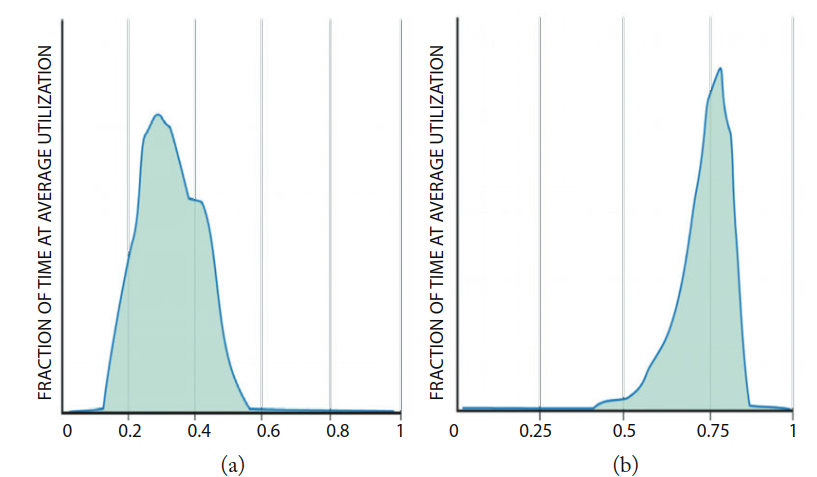 FRACTION OF TIME AT AVERAGE UTILIZATION
0 0.2 0.4 0.6 0.8 1
(a)
FRACTION OF TIME AT AVERAGE UTILIZATION
0 0.25 0.5 0.75 1
(b)